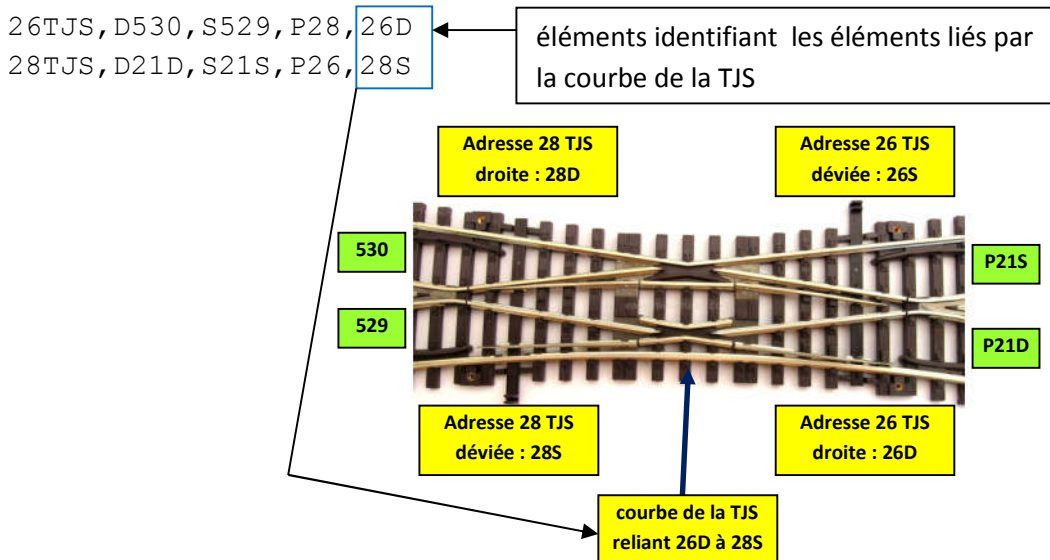 26TJS,D530,S529,P28,26D
28TJS,D21D,S21S,P26,28S
éléments identifiant les éléments liés par
la courbe de la TJS
Adresse 28 TJS
droite : 28D
Adresse 26 TJS
déviée : 26S
530
P21S
529
P21D
Adresse 28 TJS
déviée : 28S
Adresse 26 TJS
droite : 26D
courbe de la TJS
reliant 26D à 28S